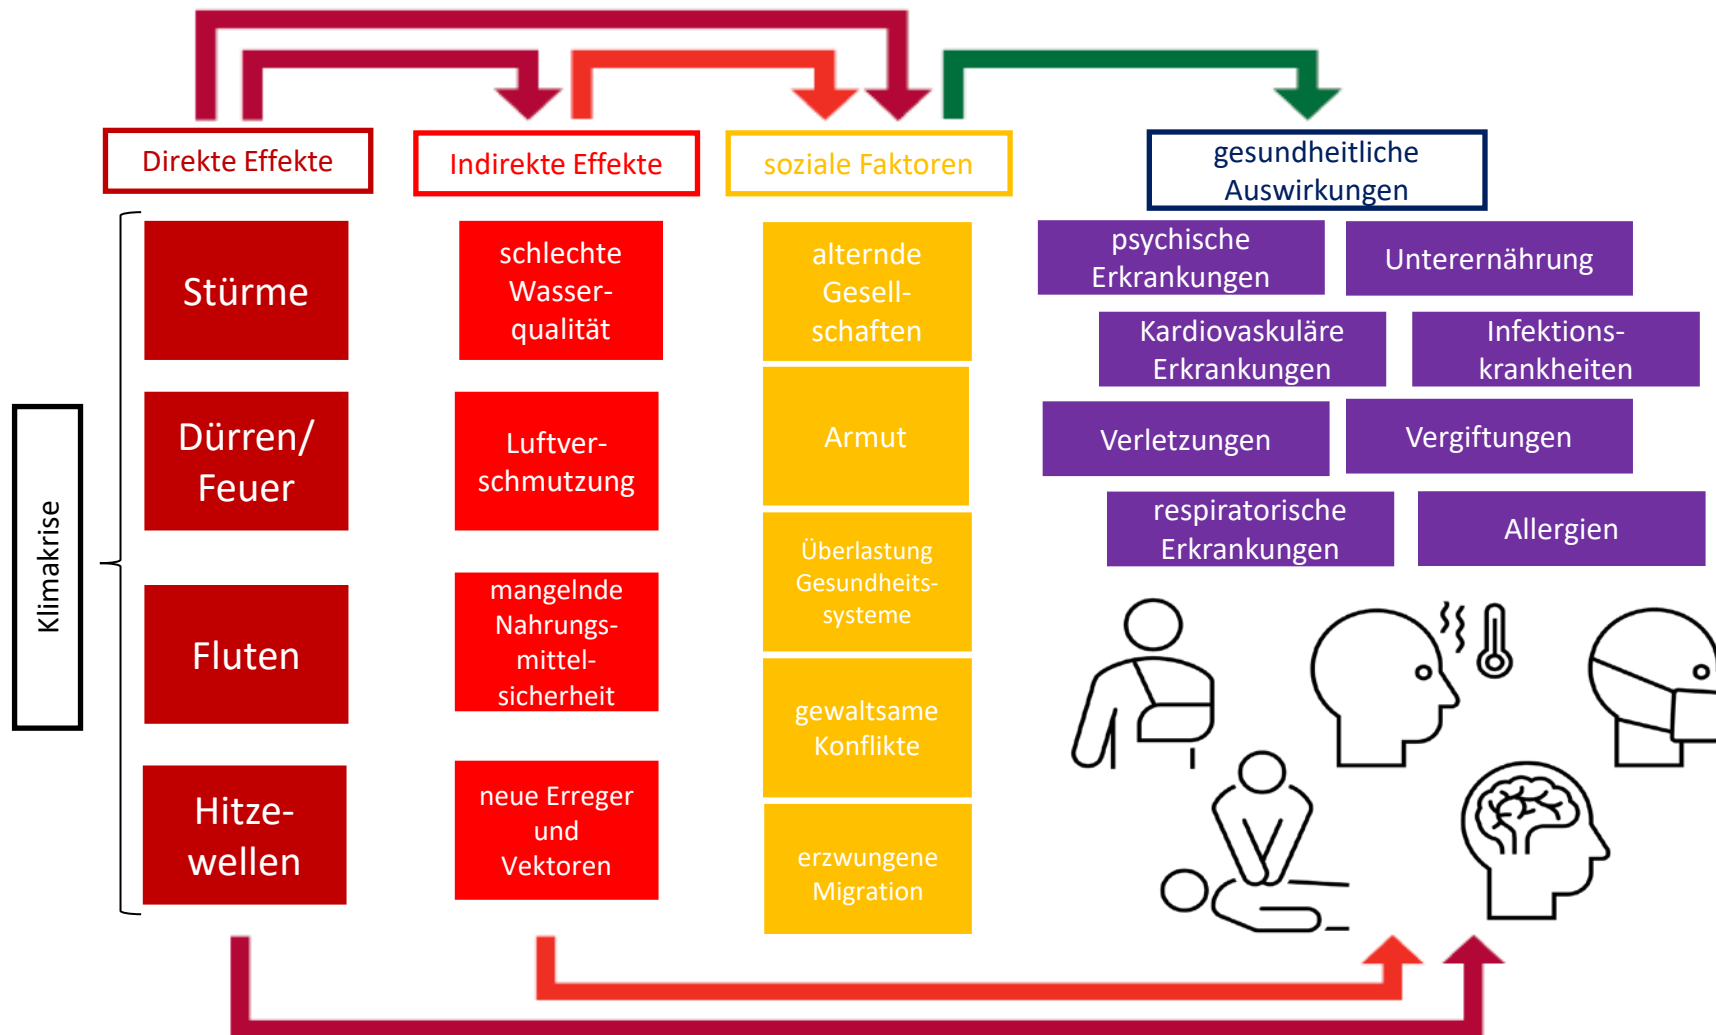 Direkte Effekte
Indirekte Effekte
soziale Faktoren
gesundheitliche
Auswirkungen
Klimakrise
Stürme
Dürren/
Feuer
Fluten
Hitze-
wellen
schlechte
Wasser-
qualität
Luftver-
schmutzung
mangelnde
Nahrungs-
mittel-
sicherheit
neue Erreger
und
Vektoren
alternde
Gesell-
schaften
Armut
Überlastung
Gesundheits-
systeme
gewaltsame
Konflikte
erzwungene
Migration
psychische
Erkrankungen
Unterernährung
Kardiovaskuläre
Erkrankungen
Infektions-
krankheiten
Verletzungen
Vergiftungen
respiratorische
Erkrankungen
Allergien